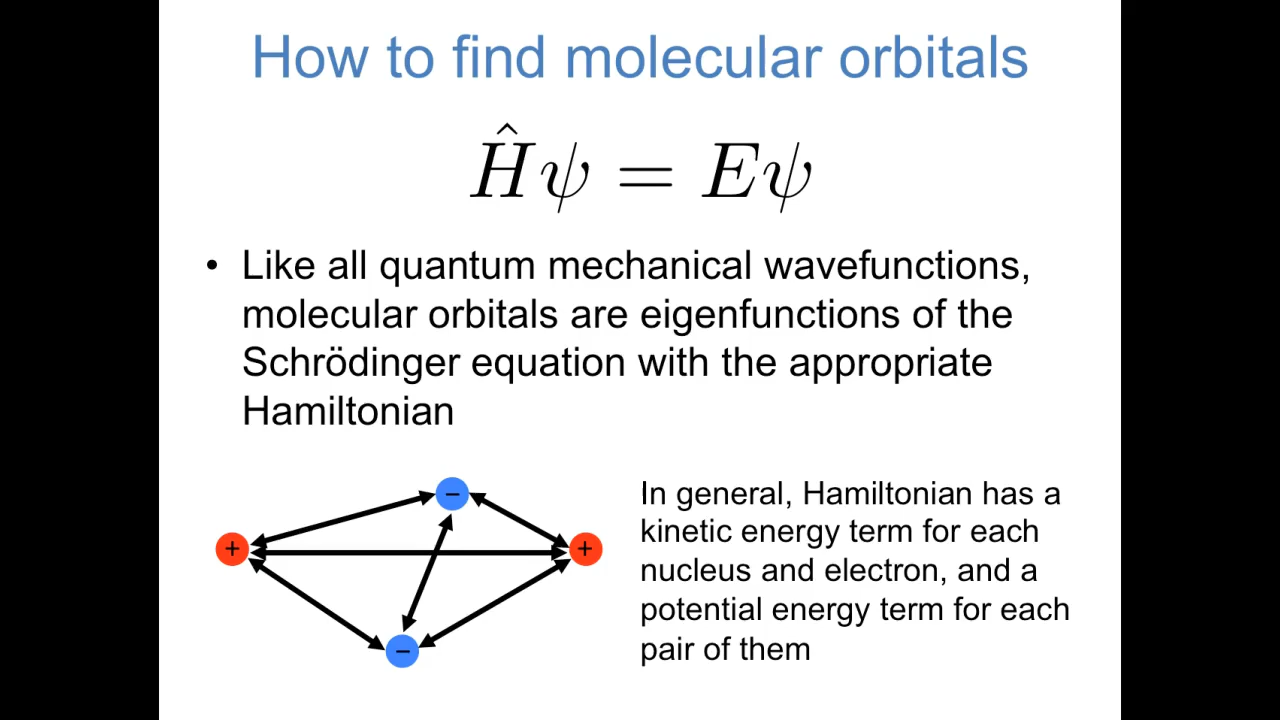 How to find molecular orbitals
Ĥψ = Eψ
• Like all quantum mechanical wavefunctions,
molecular orbitals are eigenfunctions of the
Schrödinger equation with the appropriate
Hamiltonian
−
+
+
−
In general, Hamiltonian has a
kinetic energy term for each
nucleus and electron, and a
potential energy term for each
pair of them